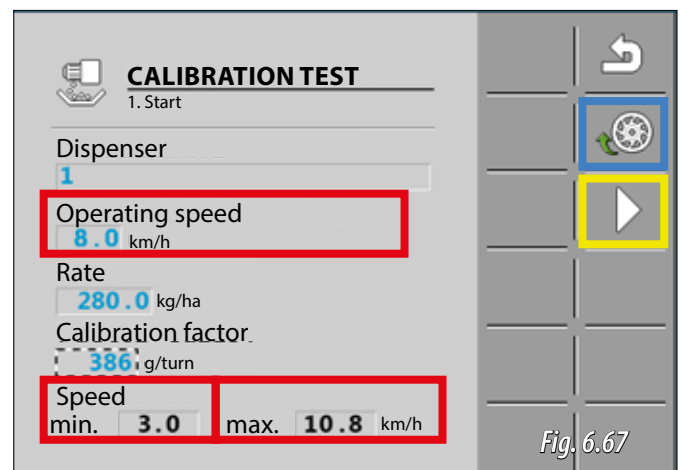 CALIBRATION TEST
1. Start
Dispenser
1
Operating speed
8.0 km/h
Rate
280.0 kg/ha
Calibration factor
386 g/turn
Speed
min. 3.0 max. 10.8 km/h
Fig. 6.67